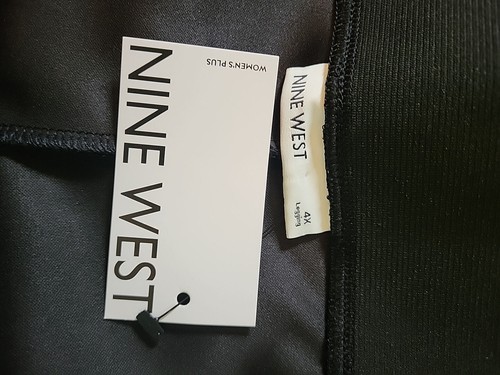 WOMEN'S PLUS
NINE WEST
NINE WEST
4X
Legging